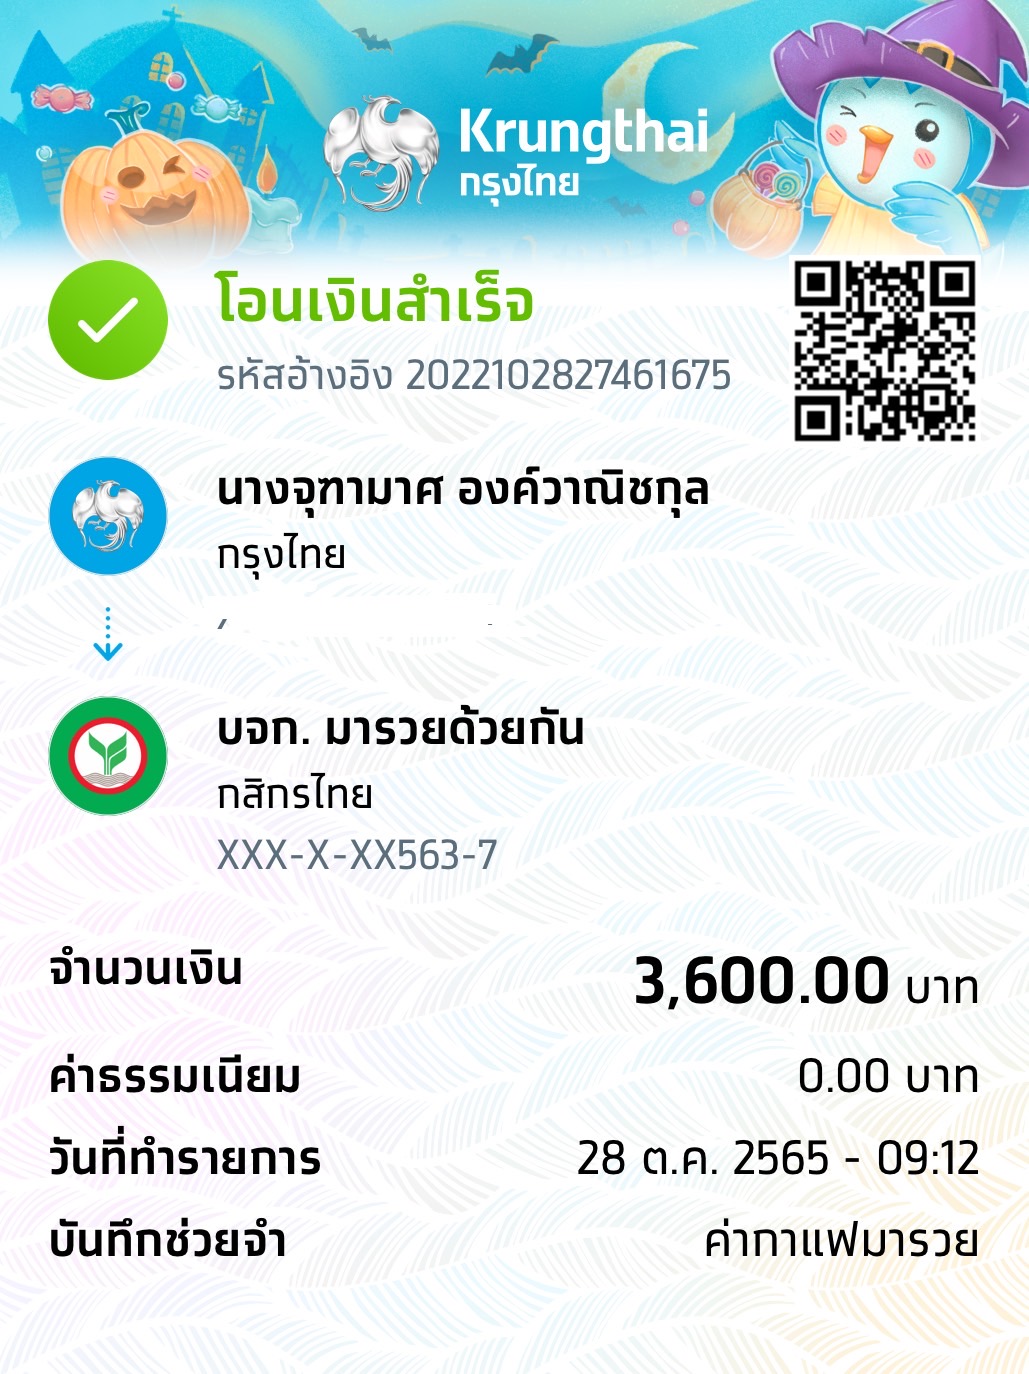 Krungthai
กรุงไทย
โอนเงินสำเร็จ
รหัสอ้างอิง 2022102827461675
นางจุฑามาศ องค์วาณิชกุล
กรุงไทย
บจก. มารวยด้วยกัน
กสิกรไทย
XXX-X-XX563-7
จำนวนเงิน 3,600.00 บาท
ค่าธรรมเนียม 0.00 บาท
วันที่ทำรายการ 28 ต.ค. 2565 - 09:12
บันทึกช่วยจำ ค่ากาแฟมารวย